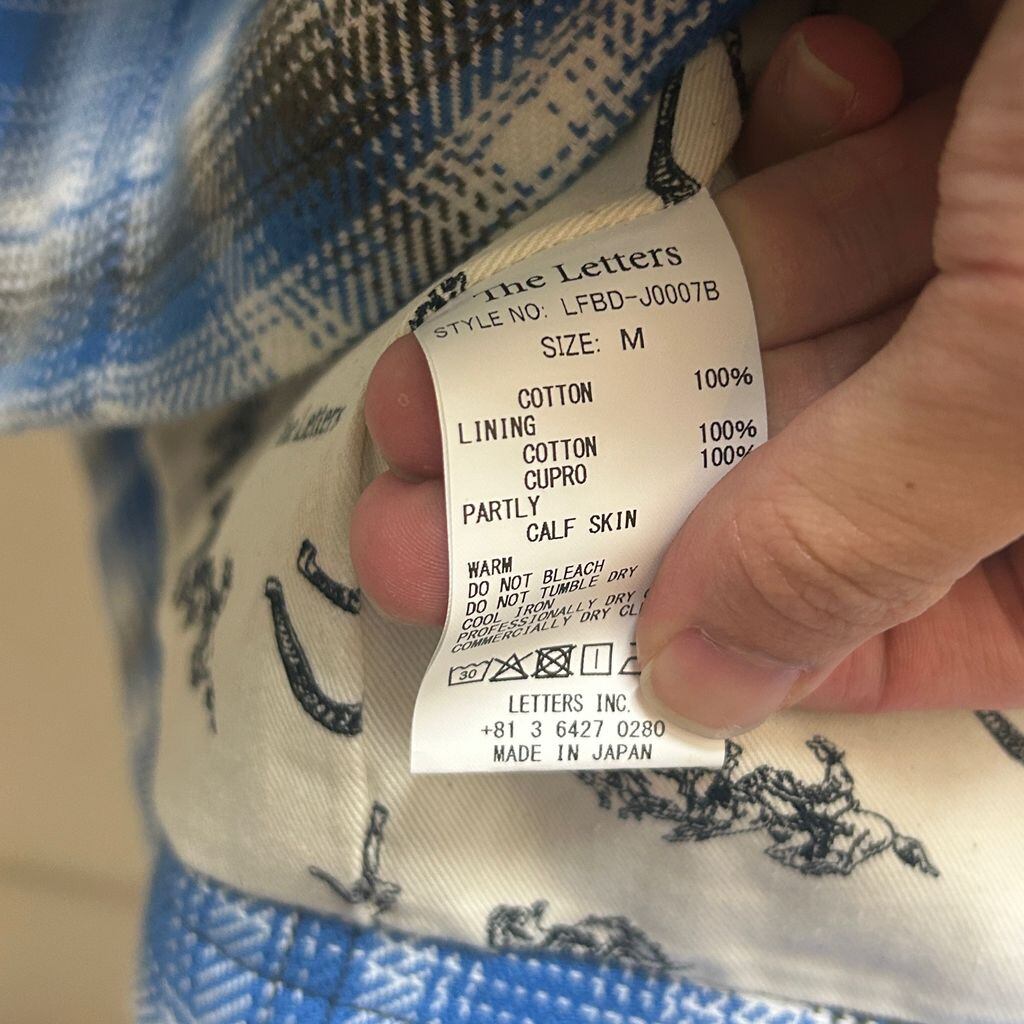 The Letters
STYLE NO: LFBD-J0007B
SIZE: M
COTTON 100%
LINING
COTTON 100%
CUPRO 100%
PARTLY
CALF SKIN
WARM
DO NOT BLEACH
DO NOT TUMBLE DRY
COOL IRON
PROFESSIONALLY DRY
COMMERCIALLY DRY
30
LETTERS INC.
+81 3 6427 0280
MADE IN JAPAN
Letters